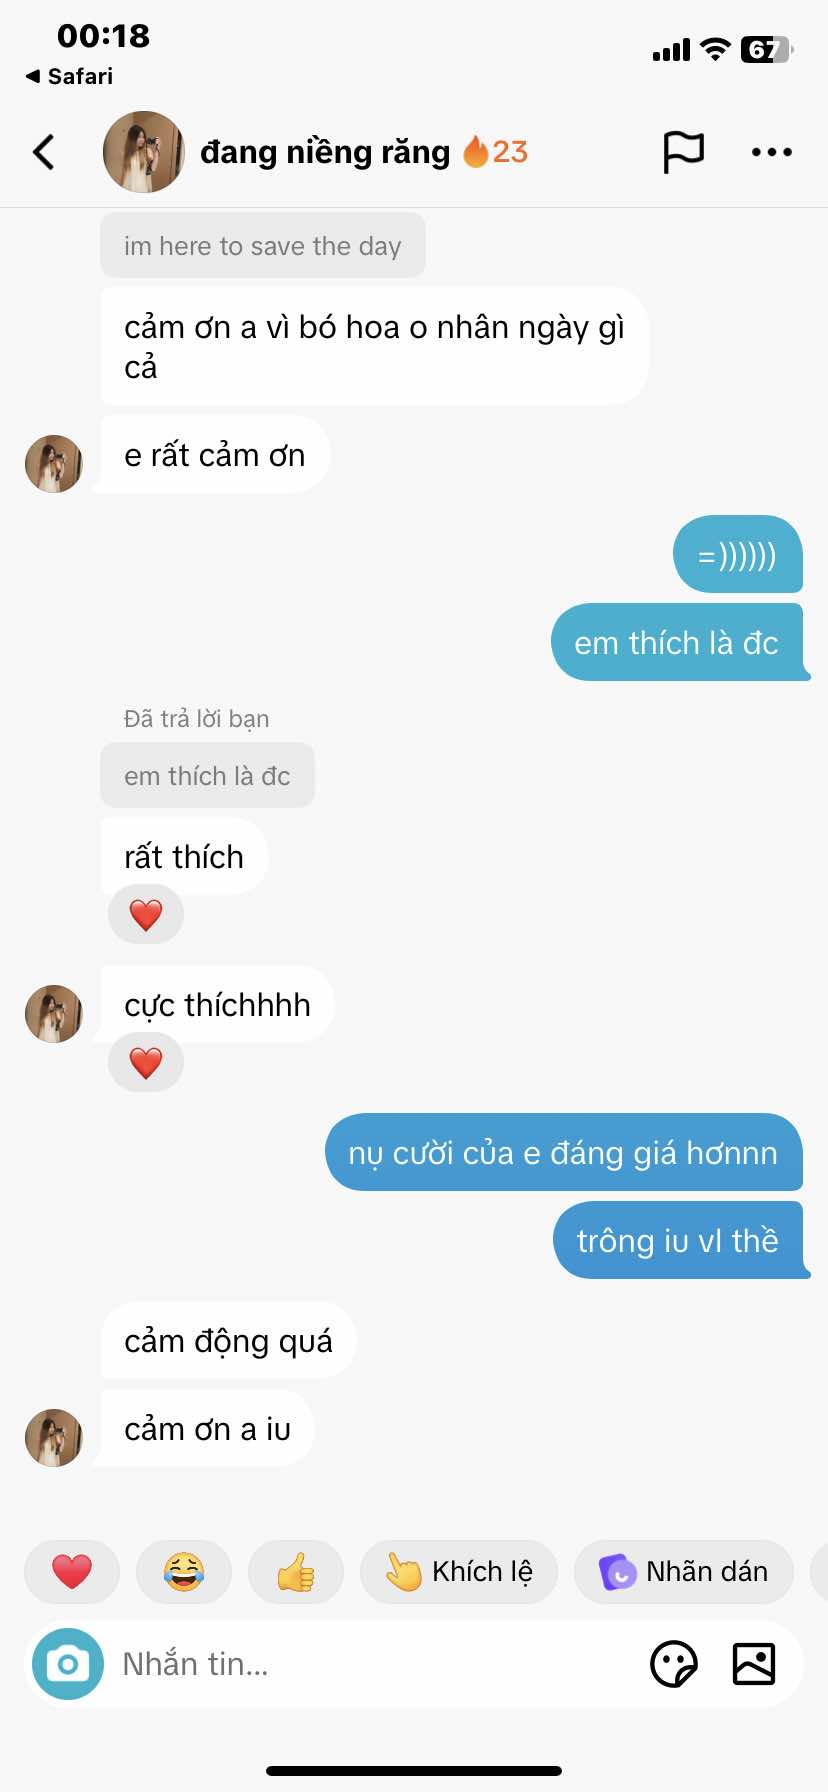 00:18
67
◀ Safari
đang niềng răng 🔥23
im here to save the day
cảm ơn a vì bó hoa o nhân ngày gì
cả
e rất cảm ơn
=))))))
em thích là đc
Đã trả lời bạn
em thích là đc
rất thích
❤️
cực thíchhhh
❤️
nụ cười của e đáng giá hơnnn
trông iu vl thề
cảm động quá
cảm ơn a iu
❤️ 😂 👍 Khích lệ Nhãn dán
Nhắn tin...